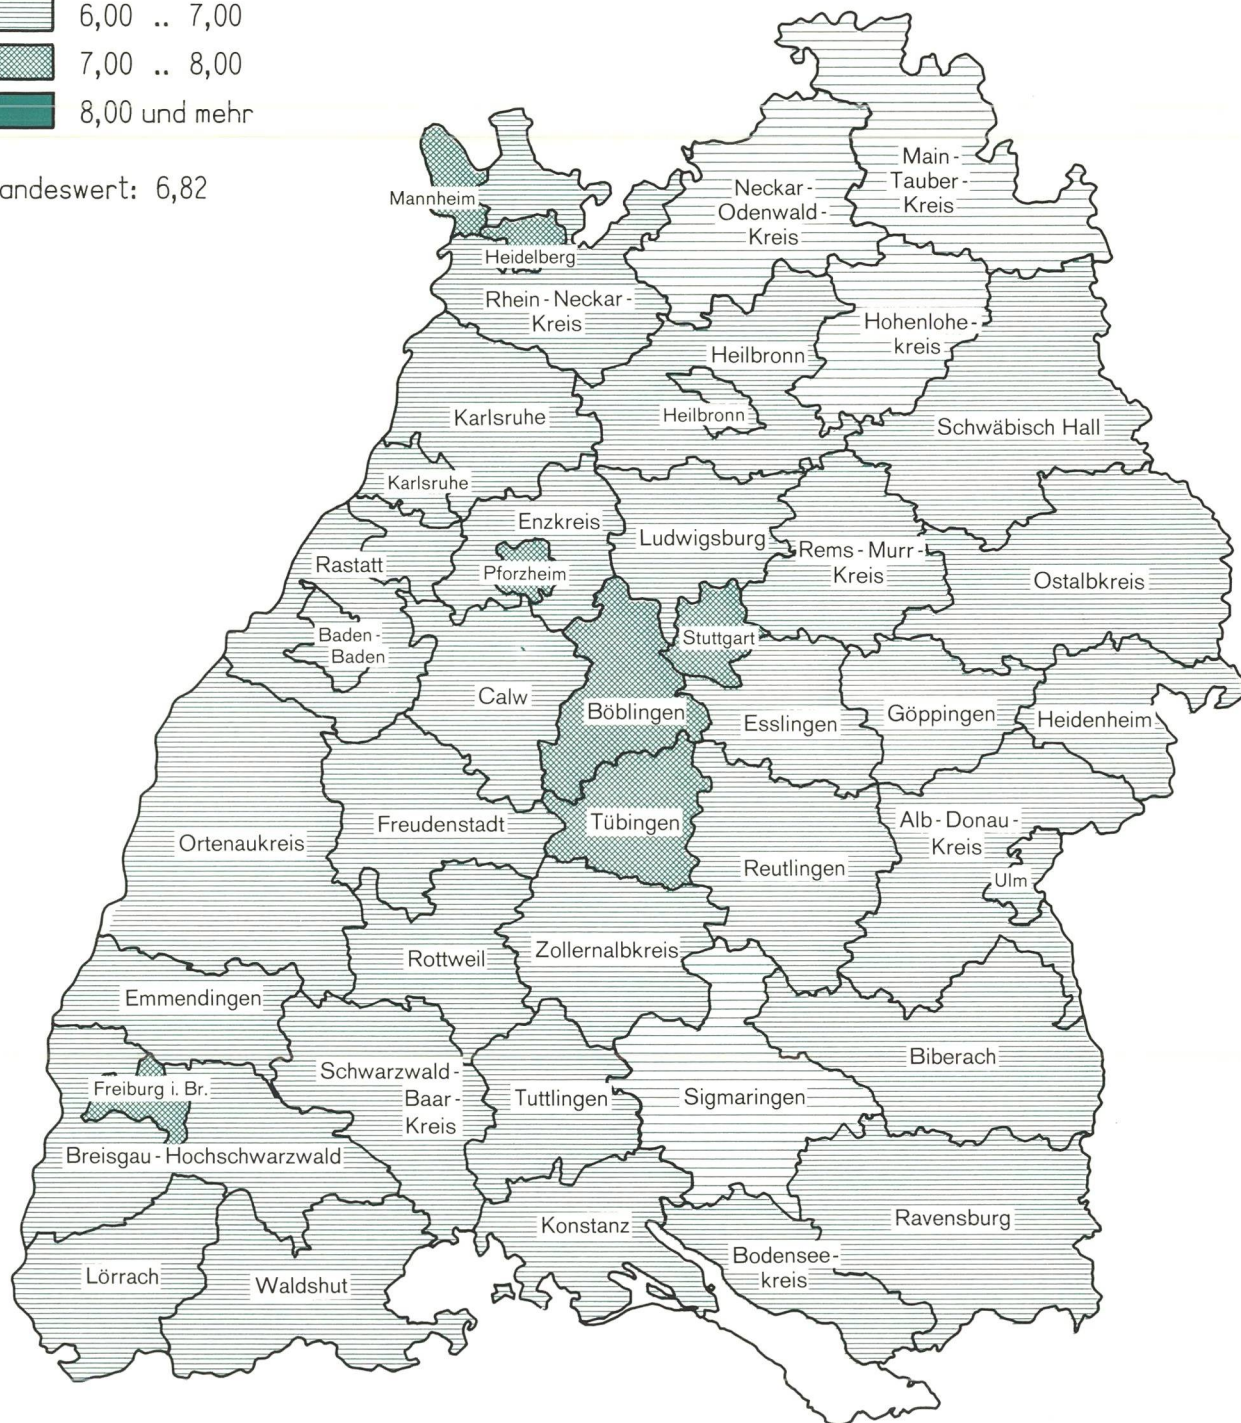 6,00 .. 7,00
7,00 .. 8,00
8,00 und mehr
andeswert: 6,82
Main-
Tauber-
Kreis
Neckar-
Odenwald-
Kreis
Mannheim
Heidelberg
Rhein-Neckar-
Kreis
Hohenlohe-
kreis
Heilbronn
Heilbronn
Karlsruhe
Schwäbisch Hall
Karlsruhe
Enzkreis
Ludwigsburg
Rems-Murr-
Kreis
Rastatt
Pforzheim
Ostalbkreis
Baden-
Baden
Stuttgart
Calw
Böblingen
Esslingen
Göppingen
Heidenheim
Ortenaukreis
Freudenstadt
Tübingen
Alb-Donau-
Kreis
Reutlingen
Ulm
Rottweil
Zollernalbkreis
Emmendingen
Biberach
Schwarzwald-
Baar-
Kreis
Freiburg i. Br.
Tuttlingen
Sigmaringen
Breisgau-Hochschwarzwald
Konstanz
Ravensburg
Bodensee-
kreis
Lörrach
Waldshut